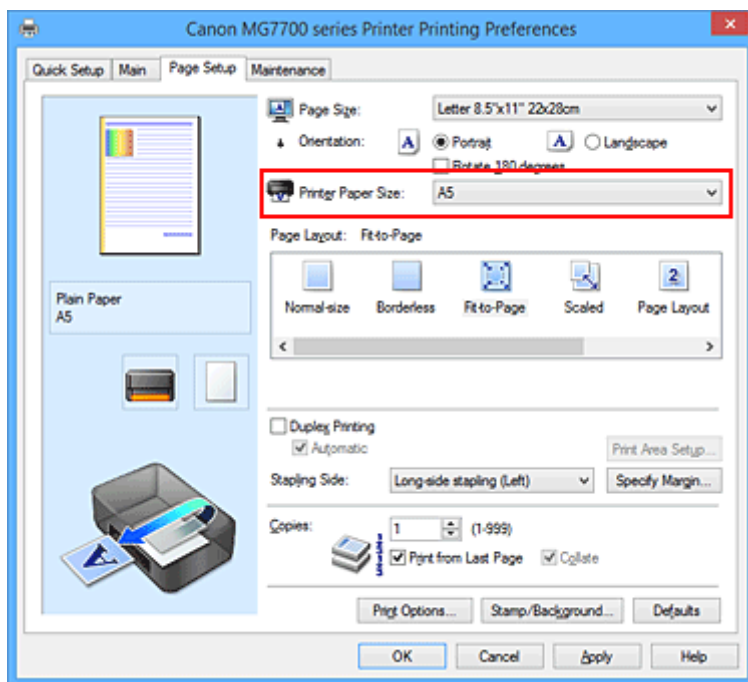 Canon MG7700 series Printer Printing Preferences
Quick Setup Main Page Setup Maintenance
Page Size: Letter 8.5"x11" 22x28cm
Orientation: A Portrait A Landscape
Rotate 180 degrees
Printer Paper Size: A5
Page Layout: Fit-to-Page
Normal-size Borderless Fit-to-Page Scaled 2 Page Layout
Plain Paper
A5
Duplex Printing
Automatic
Print Area Setup...
Stapling Side: Long-side stapling (Left) Specify Margin...
Copies: 1 (1-999)
Print from Last Page Collate
A
Print Options... Stamp/Background... Defaults
OK Cancel Apply Help